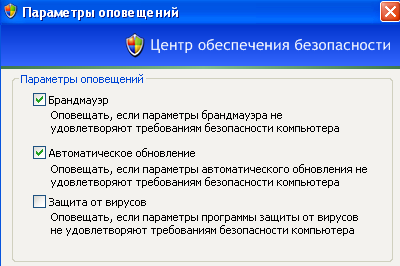 Параметры оповещений
Центр обеспечения безопасности
Параметры оповещений
Брандмауэр
Оповещать, если параметры брандмауэра не
удовлетворяют требованиям безопасности компьютера
Автоматическое обновление
Оповещать, если параметры автоматического обновления не
удовлетворяют требованиям безопасности компьютера
Защита от вирусов
Оповещать, если параметры программы защиты от вирусов
не удовлетворяют требованиям безопасности компьютера